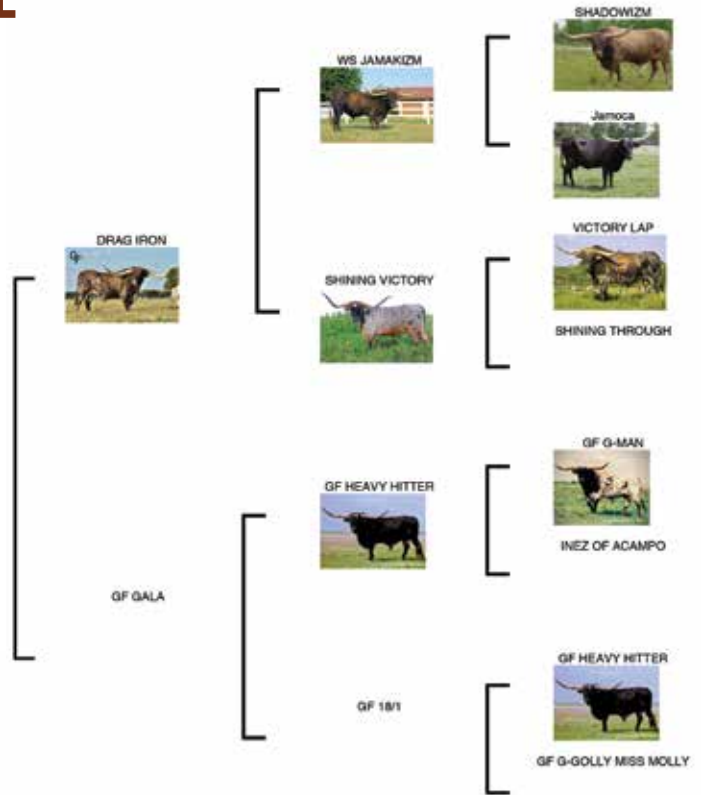 SHADOWIZM
WS JAMAKIZM
Jamoca
DRAG IRON
VICTORY LAP
SHINING VICTORY
SHINING THROUGH
GF G-MAN
GF HEAVY HITTER
INEZ OF ACAMPO
GF GALA
GF HEAVY HITTER
GF 18/1
GF G-GOLLY MISS MOLLY